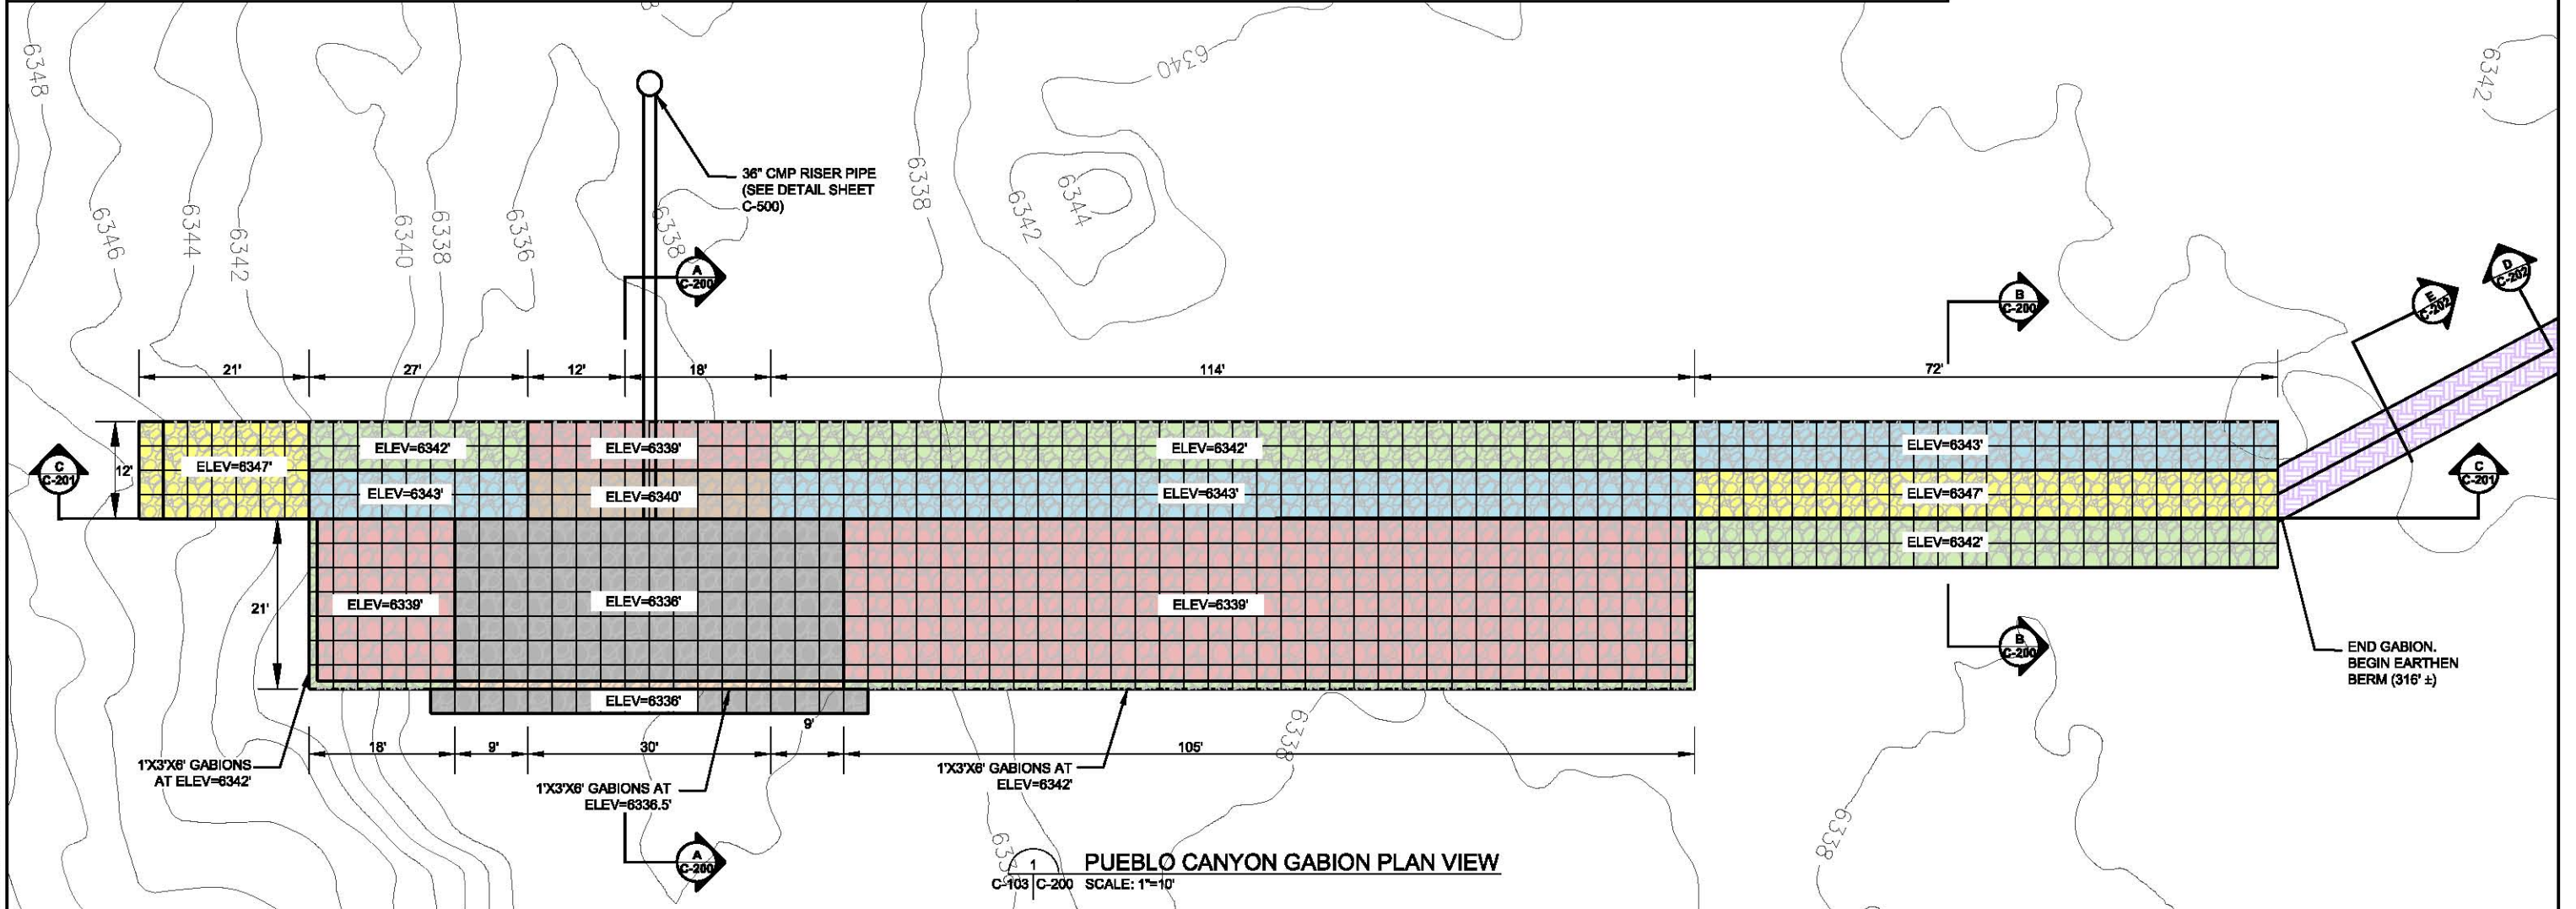 6348
6346
6344
6342
6340
6338
6336
6338
6338
6340
6342
6344
6342
36" CMP RISER PIPE
(SEE DETAIL SHEET
C-500)
A
C-200
B
C-200
E
C-202
D
C-202
21'
27'
12'
18'
114'
72'
C
C-201
12'
ELEV=6347'
ELEV=6342'
ELEV=6339'
ELEV=6342'
ELEV=6343'
ELEV=6343'
ELEV=6340'
ELEV=6343'
ELEV=6347'
C
C-201
ELEV=6342'
21'
ELEV=6339'
ELEV=6336'
ELEV=6339'
B
C-200
END GABION.
BEGIN EARTHEN
BERM (316' ±)
ELEV=6336'
9'
18'
9'
30'
105'
6338
1'X3'X6' GABIONS
AT ELEV=6342'
1'X3'X6' GABIONS AT
ELEV=6336.5'
1'X3'X6' GABIONS AT
ELEV=6342'
A
C-200
6338
1
C-103 C-200
PUEBLO CANYON GABION PLAN VIEW
SCALE: 1"=10'